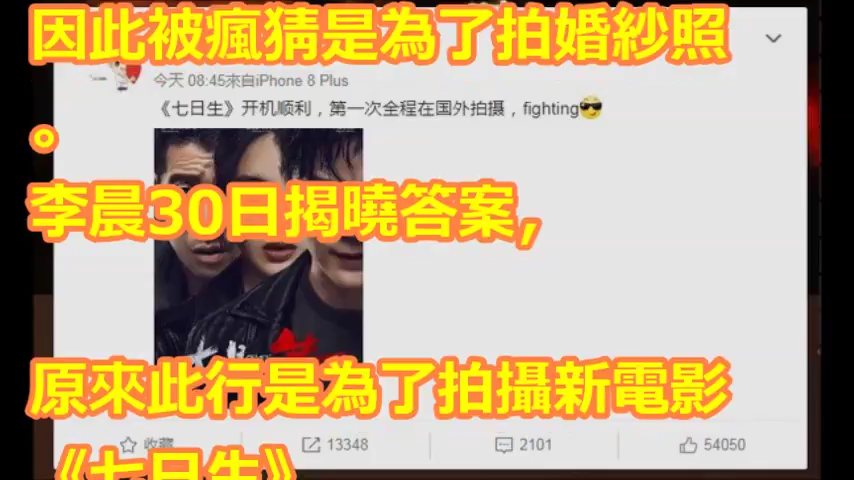 因此被瘋猜是為了拍婚紗照
今天 08:45來自iPhone 8 Plus
《七日生》开机顺利，第一次全程在国外拍摄，fighting
。
李晨30日揭曉答案，
原來此行是為了拍攝新電影
收藏
13348
2101
54050
《七日生》